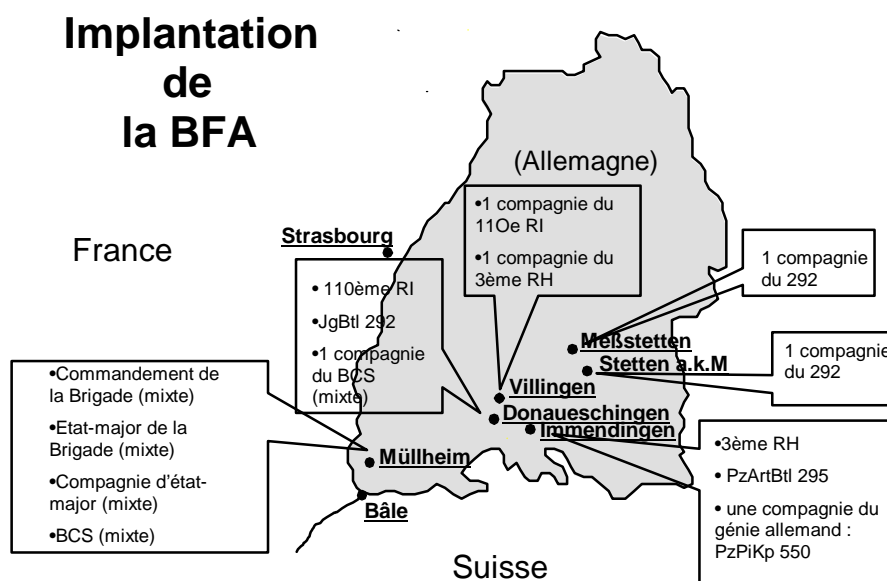 Implantation
de
la BFA
(Allemagne)
•1 compagnie du
11Oe RI
•1 compagnie du
3ème RH
France
Strasbourg
1 compagnie
du 292
• 110ème RI
•JgBtl 292
•1 compagnie
du BCS
(mixte)
Meßstetten
Stetten a.k.M
1 compagnie
du 292
•Commandement de
la Brigade (mixte)
•Etat-major de la
Brigade (mixte)
•Compagnie d'état-
major (mixte)
•BCS (mixte)
Villingen
Donaueschingen
Immendingen
Müllheim
Bâle
•3ème RH
• PzArtBtl 295
• une compagnie du
génie allemand :
PzPiKp 550
Suisse